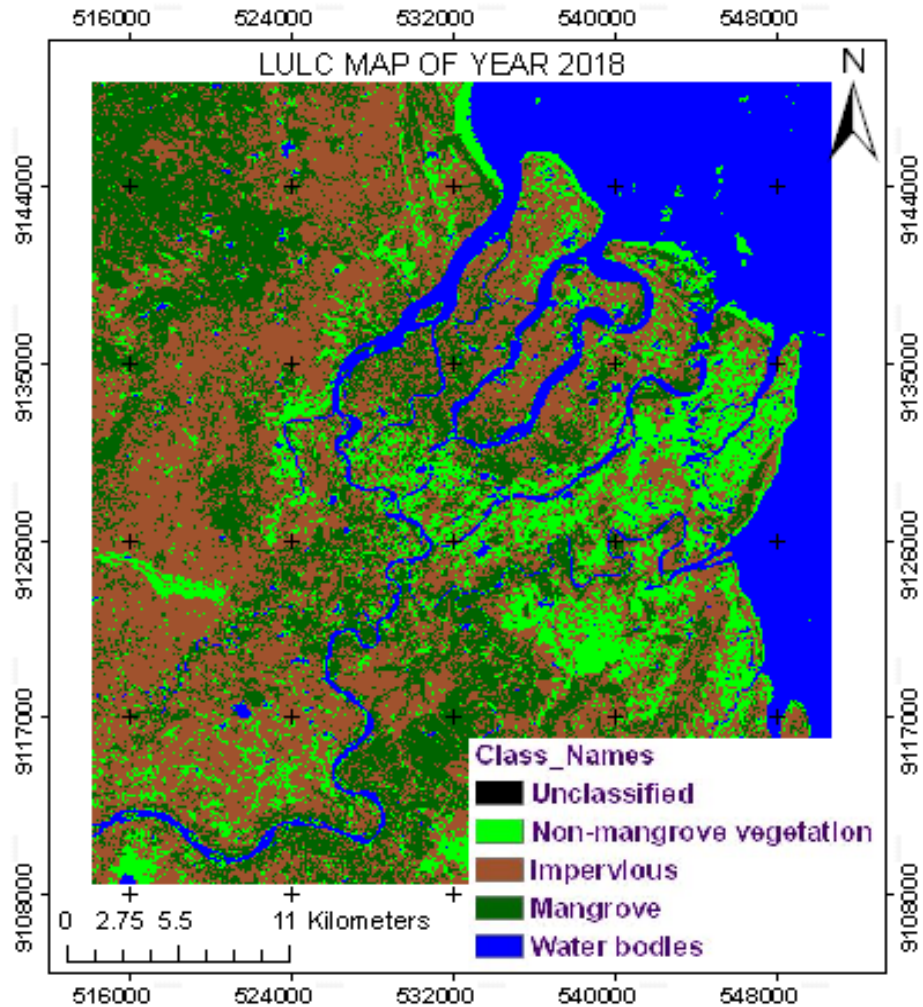 516000 524000 532000 540000 548000
LULC MAP OF YEAR 2018
N
9144000 9144000
9135000 9135000
9126000 9126000
9117000 9117000
9108000 9108000
Class_Names
Unclassified
Non-mangrove vegetation
Impervious
Mangrove
Water bodies
0 2.75 5.5 11 Kilometers
516000 524000 532000 540000 548000